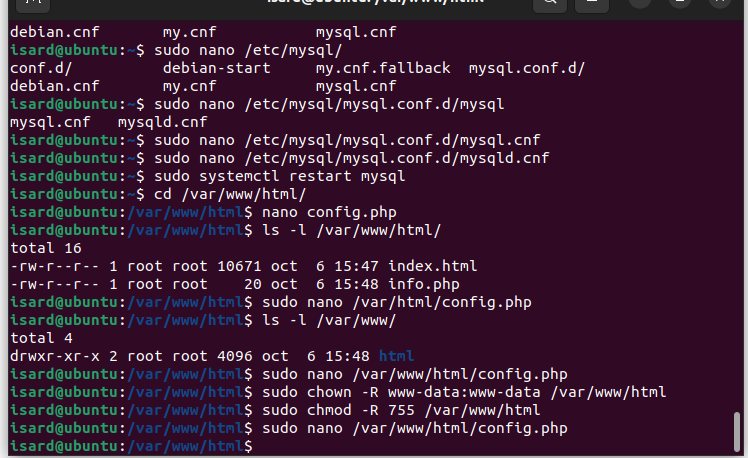 debian.cnf       my.cnf           mysql.cnf
isard@ubuntu:~$ sudo nano /etc/mysql/
conf.d/          debian-start     my.cnf.fallback  mysql.conf.d/
debian.cnf       my.cnf           mysql.cnf
isard@ubuntu:~$ sudo nano /etc/mysql/mysql.conf.d/mysql
mysql.cnf   mysqld.cnf
isard@ubuntu:~$ sudo nano /etc/mysql/mysql.conf.d/mysql.cnf
isard@ubuntu:~$ sudo nano /etc/mysql/mysql.conf.d/mysqld.cnf
isard@ubuntu:~$ sudo systemctl restart mysql
isard@ubuntu:~$ cd /var/www/html/
isard@ubuntu:/var/www/html$ nano config.php
isard@ubuntu:/var/www/html$ ls -l /var/www/html/
total 16
-rw-r--r-- 1 root root 10671 oct  6 15:47 index.html
-rw-r--r-- 1 root root    20 oct  6 15:48 info.php
isard@ubuntu:/var/www/html$ sudo nano /var/html/config.php
isard@ubuntu:/var/www/html$ ls -l /var/www/
total 4
drwxr-xr-x 2 root root 4096 oct  6 15:48 html
isard@ubuntu:/var/www/html$ sudo nano /var/www/html/config.php
isard@ubuntu:/var/www/html$ sudo chown -R www-data:www-data /var/www/html
isard@ubuntu:/var/www/html$ sudo chmod -R 755 /var/www/html
isard@ubuntu:/var/www/html$ sudo nano /var/www/html/config.php
isard@ubuntu:/var/www/html$